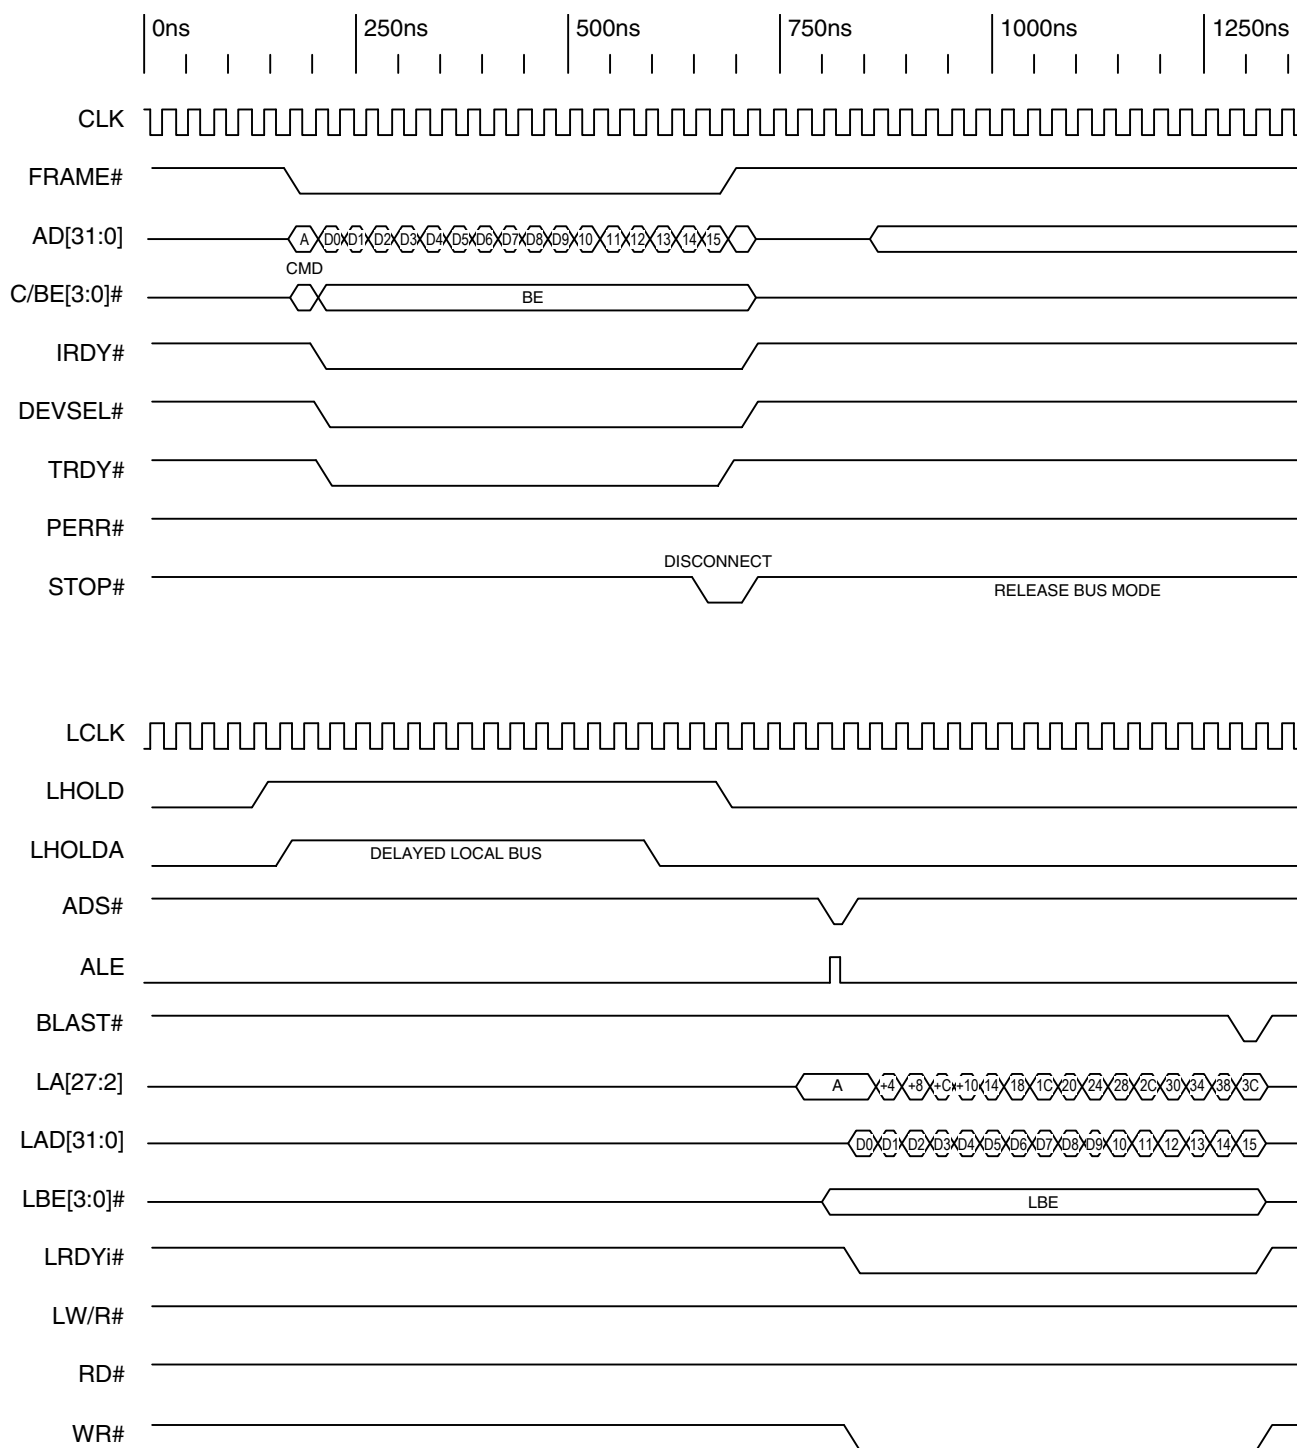 0ns 250ns 500ns 750ns 1000ns 1250ns
CLK
FRAME#
AD[31:0] A D0 D1 D2 D3 D4 D5 D6 D7 D8 D9 10 11 12 13 14 15
CMD
C/BE[3:0]# BE
IRDY#
DEVSEL#
TRDY#
PERR#
DISCONNECT
STOP# RELEASE BUS MODE
LCLK
LHOLD
LHOLDA DELAYED LOCAL BUS
ADS#
ALE
BLAST#
LA[27:2] A +4 +8 +C +10 14 18 1C 20 24 28 2C 30 34 38 3C
LAD[31:0] D0 D1 D2 D3 D4 D5 D6 D7 D8 D9 10 11 12 13 14 15
LBE[3:0]# LBE
LRDYi#
LW/R#
RD#
WR#